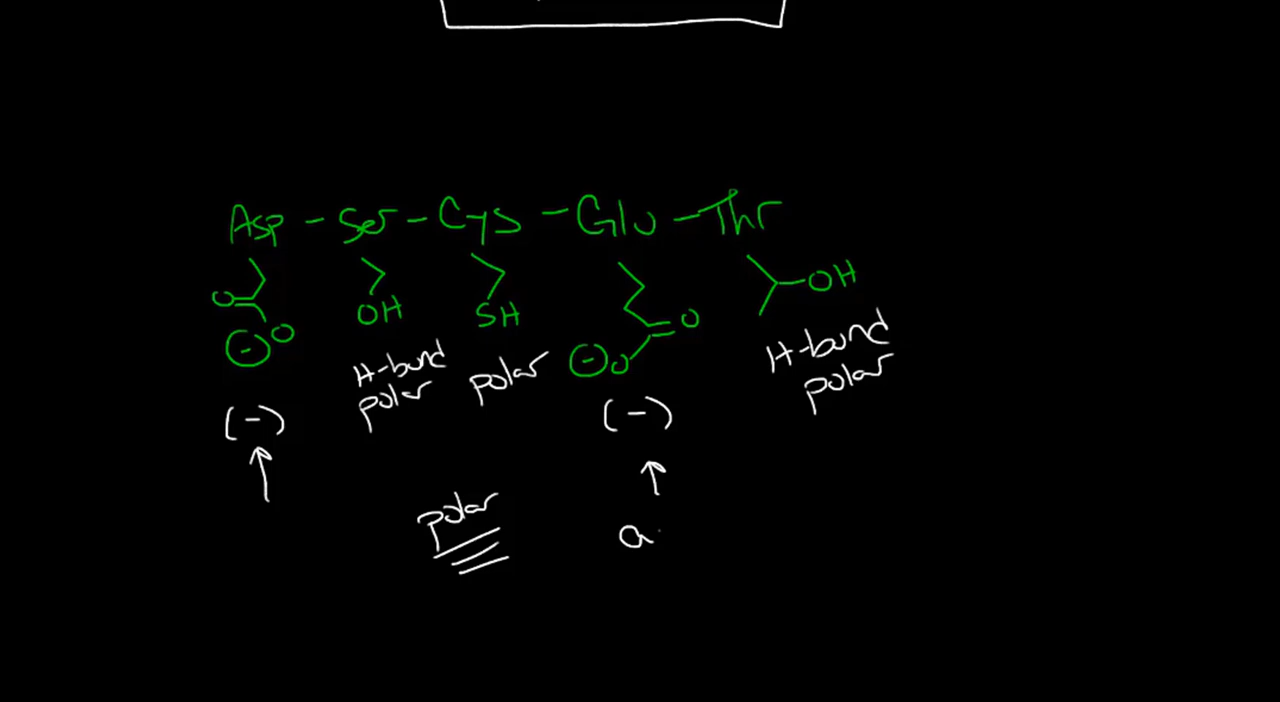 Asp - Ser - Cys - Glu - Thr
O OH SH O OH
- O - O
H-bond polar H-bond
polar polar
(-) (-)
polar a